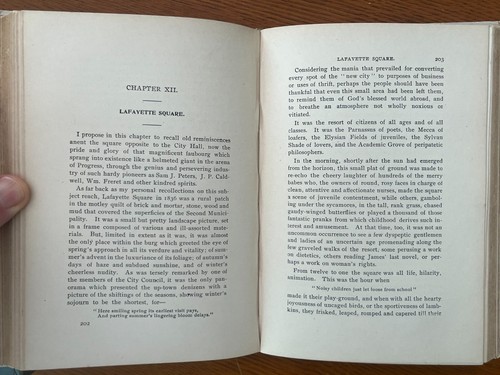 CHAPTER XII.
LAFAYETTE SQUARE.
I propose in this chapter to recall old reminiscences
anent the square opposite to the City Hall, now the
pride and glory of that magnificent faubourg which
sprang into existence like a helmeted giant in the arena
of Progress, through the genius and persevering industry
of such hardy pioneers as Sam J. Peters, J. P. Cald-
well, Wm. Freret and other kindred spirits.
As far back as my personal recollections on this sub-
ject reach, Lafayette Square in 1836 was a rural patch
in the motley quilt of brick and mortar, stone, wood and
mud that covered the superficies of the Second Munici-
pality. It was a small but pretty landscape picture, set
in a frame composed of various and ill-assorted mate-
rials. But, limited in extent as it was, it was almost
the only place within the burg which greeted the eye of
spring's approach in all its verdure and vitality; of sum-
mer's advent in the luxuriance of its foliage; of autumn's
days of haze and subdued sunshine, and of winter's
cheerless nudity. As was tersely remarked by one of
the members of the City Council, it was the only pa-
norama which presented the up-town denizens with a
picture of the shiftings of the seasons, showing winter's
sojourn to be the shortest, for—
"Here smiling spring its earliest visit pays,
And parting summer's lingering bloom delays."
202
LAFAYETTE SQUARE. 203
Considering the mania that prevailed for converting
every spot of the "new city" to purposes of business
or uses of thrift, perhaps the people should have been
thankful that even this small area had been left them,
to remind them of God's blessed world abroad, and to
breathe an atmosphere not wholly noxious or
vitiated.
It was the resort of citizens of all ages and of all
classes. It was the Parnassus of poets, the Mecca of
loafers, the Elysian Fields of juveniles, the Sylvan
Shade of lovers, and the Academic Grove of peripatetic
philosophers.
In the morning, shortly after the sun had emerged
from the horizon, this small plat of ground was made to
re-echo the cheery laughter of hundreds of the merry
babes who, the owners of round, rosy faces in charge of
clean, attentive and affectionate nurses, made the square
a scene of juvenile contentment, while others, gambol-
ing under the sycamores, in the tall, rank grass, chased
gaudy-winged butterflies or played a thousand of those
fantastic pranks from which childhood derives such in-
terest and amusement. At that time, too, it was not an
uncommon occurrence to see a few dyspeptic gentlemen
and ladies of an uncertain age promenading along the
few graveled walks of the resort, some perusing a work
on dietetics, others reading James' last novel, or per-
haps a work on woman's rights.
From twelve to one the square was all life, hilarity,
animation. This was the hour when
"Noisy children just let loose from school"
made it their play-ground, and when with all the hearty
joyousness of uncaged birds, or the sportiveness of lamb-
kins, they frisked, leaped, romped and capered till their